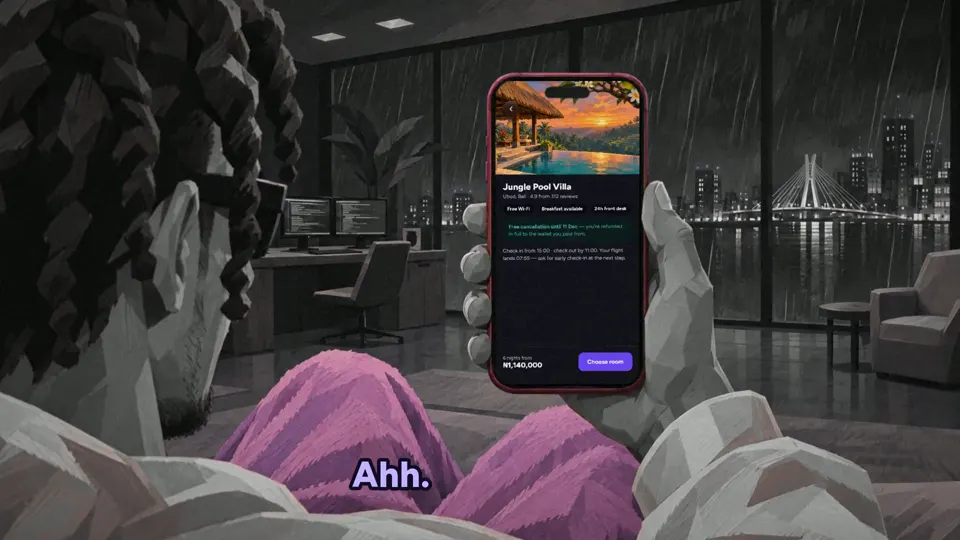 Jungle Pool Villa
Ubud, Bali · 4.9 from 312 reviews
Free Wi-Fi
Breakfast available
24h front desk
Free cancellation until 11 Dec — you're refunded
in full to the wallet you paid from.
Check in from 15:00 · check out by 11:00. Your flight
lands 07:55 — ask for early check-in at the next step.
6 nights from
₦1,140,000
Choose room
Ahh.